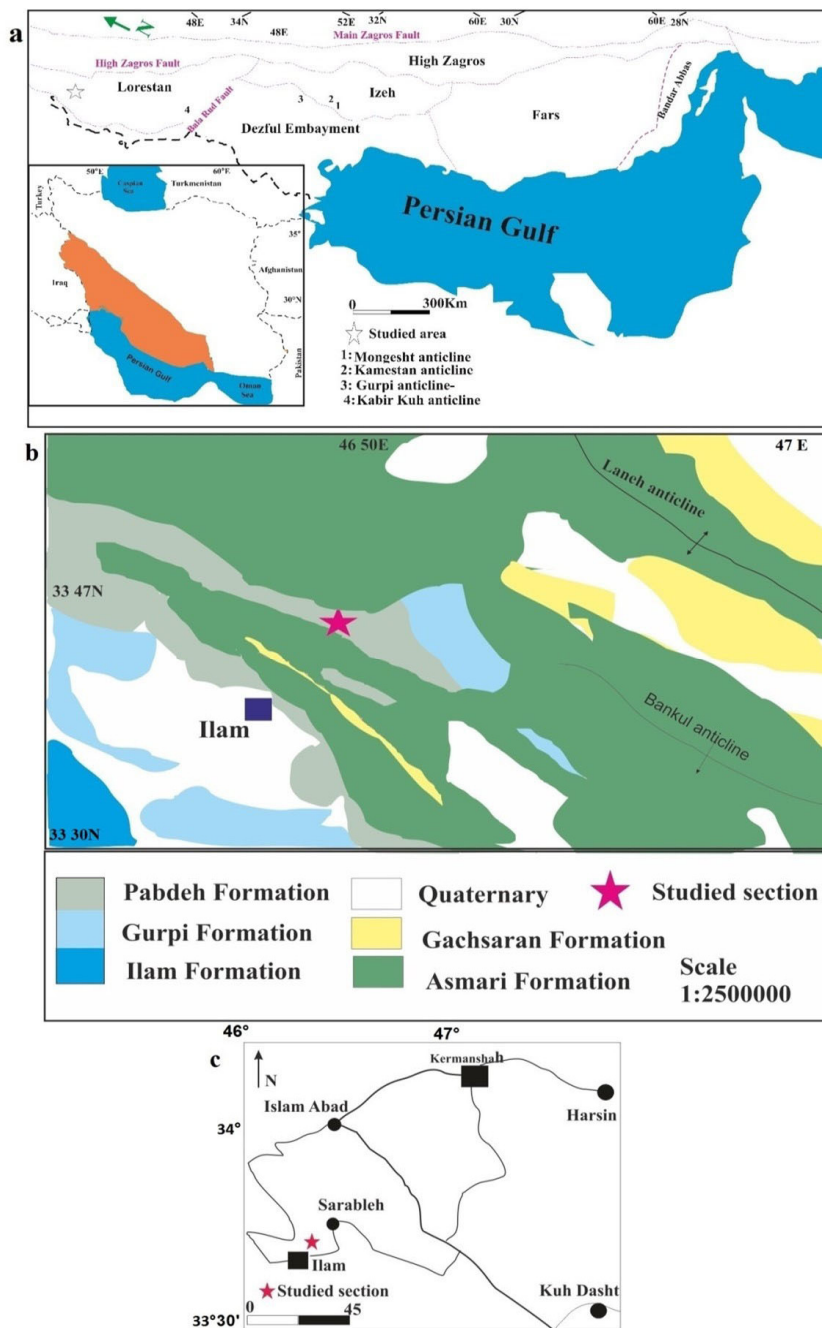 a
N
48E
34N
48E
52E
32N
60E
30N
60E
28N
Main Zagros Fault
High Zagros Fault
High Zagros
Lorestan
Izeh
Bala Rud Fault
4
3
2
1
Dezful Embayment
Fars
Bandar Abbas
Persian Gulf
50°E
60°E
Turkey
Caspian
Sea
Turkmenistan
35°
Afghanistan
Iraq
30°N
Pakistan
Persian Gulf
Oman
Sea
0 300Km
Studied area
1: Mongesht anticline
2: Kamestan anticline
3: Gurpi anticline-
4: Kabir Kuh anticline
b
46 50E
47 E
Laneh anticline
33 47N
Ilam
Bankul anticline
33 30N
Pabdeh Formation
Quaternary
Studied section
Gurpi Formation
Gachsaran Formation
Ilam Formation
Asmari Formation
Scale
1:2500000
46°
47°
c
N
Kermanshah
Islam Abad
Harsin
34°
Sarableh
Ilam
Studied section
Kuh Dasht
0 45
33°30'